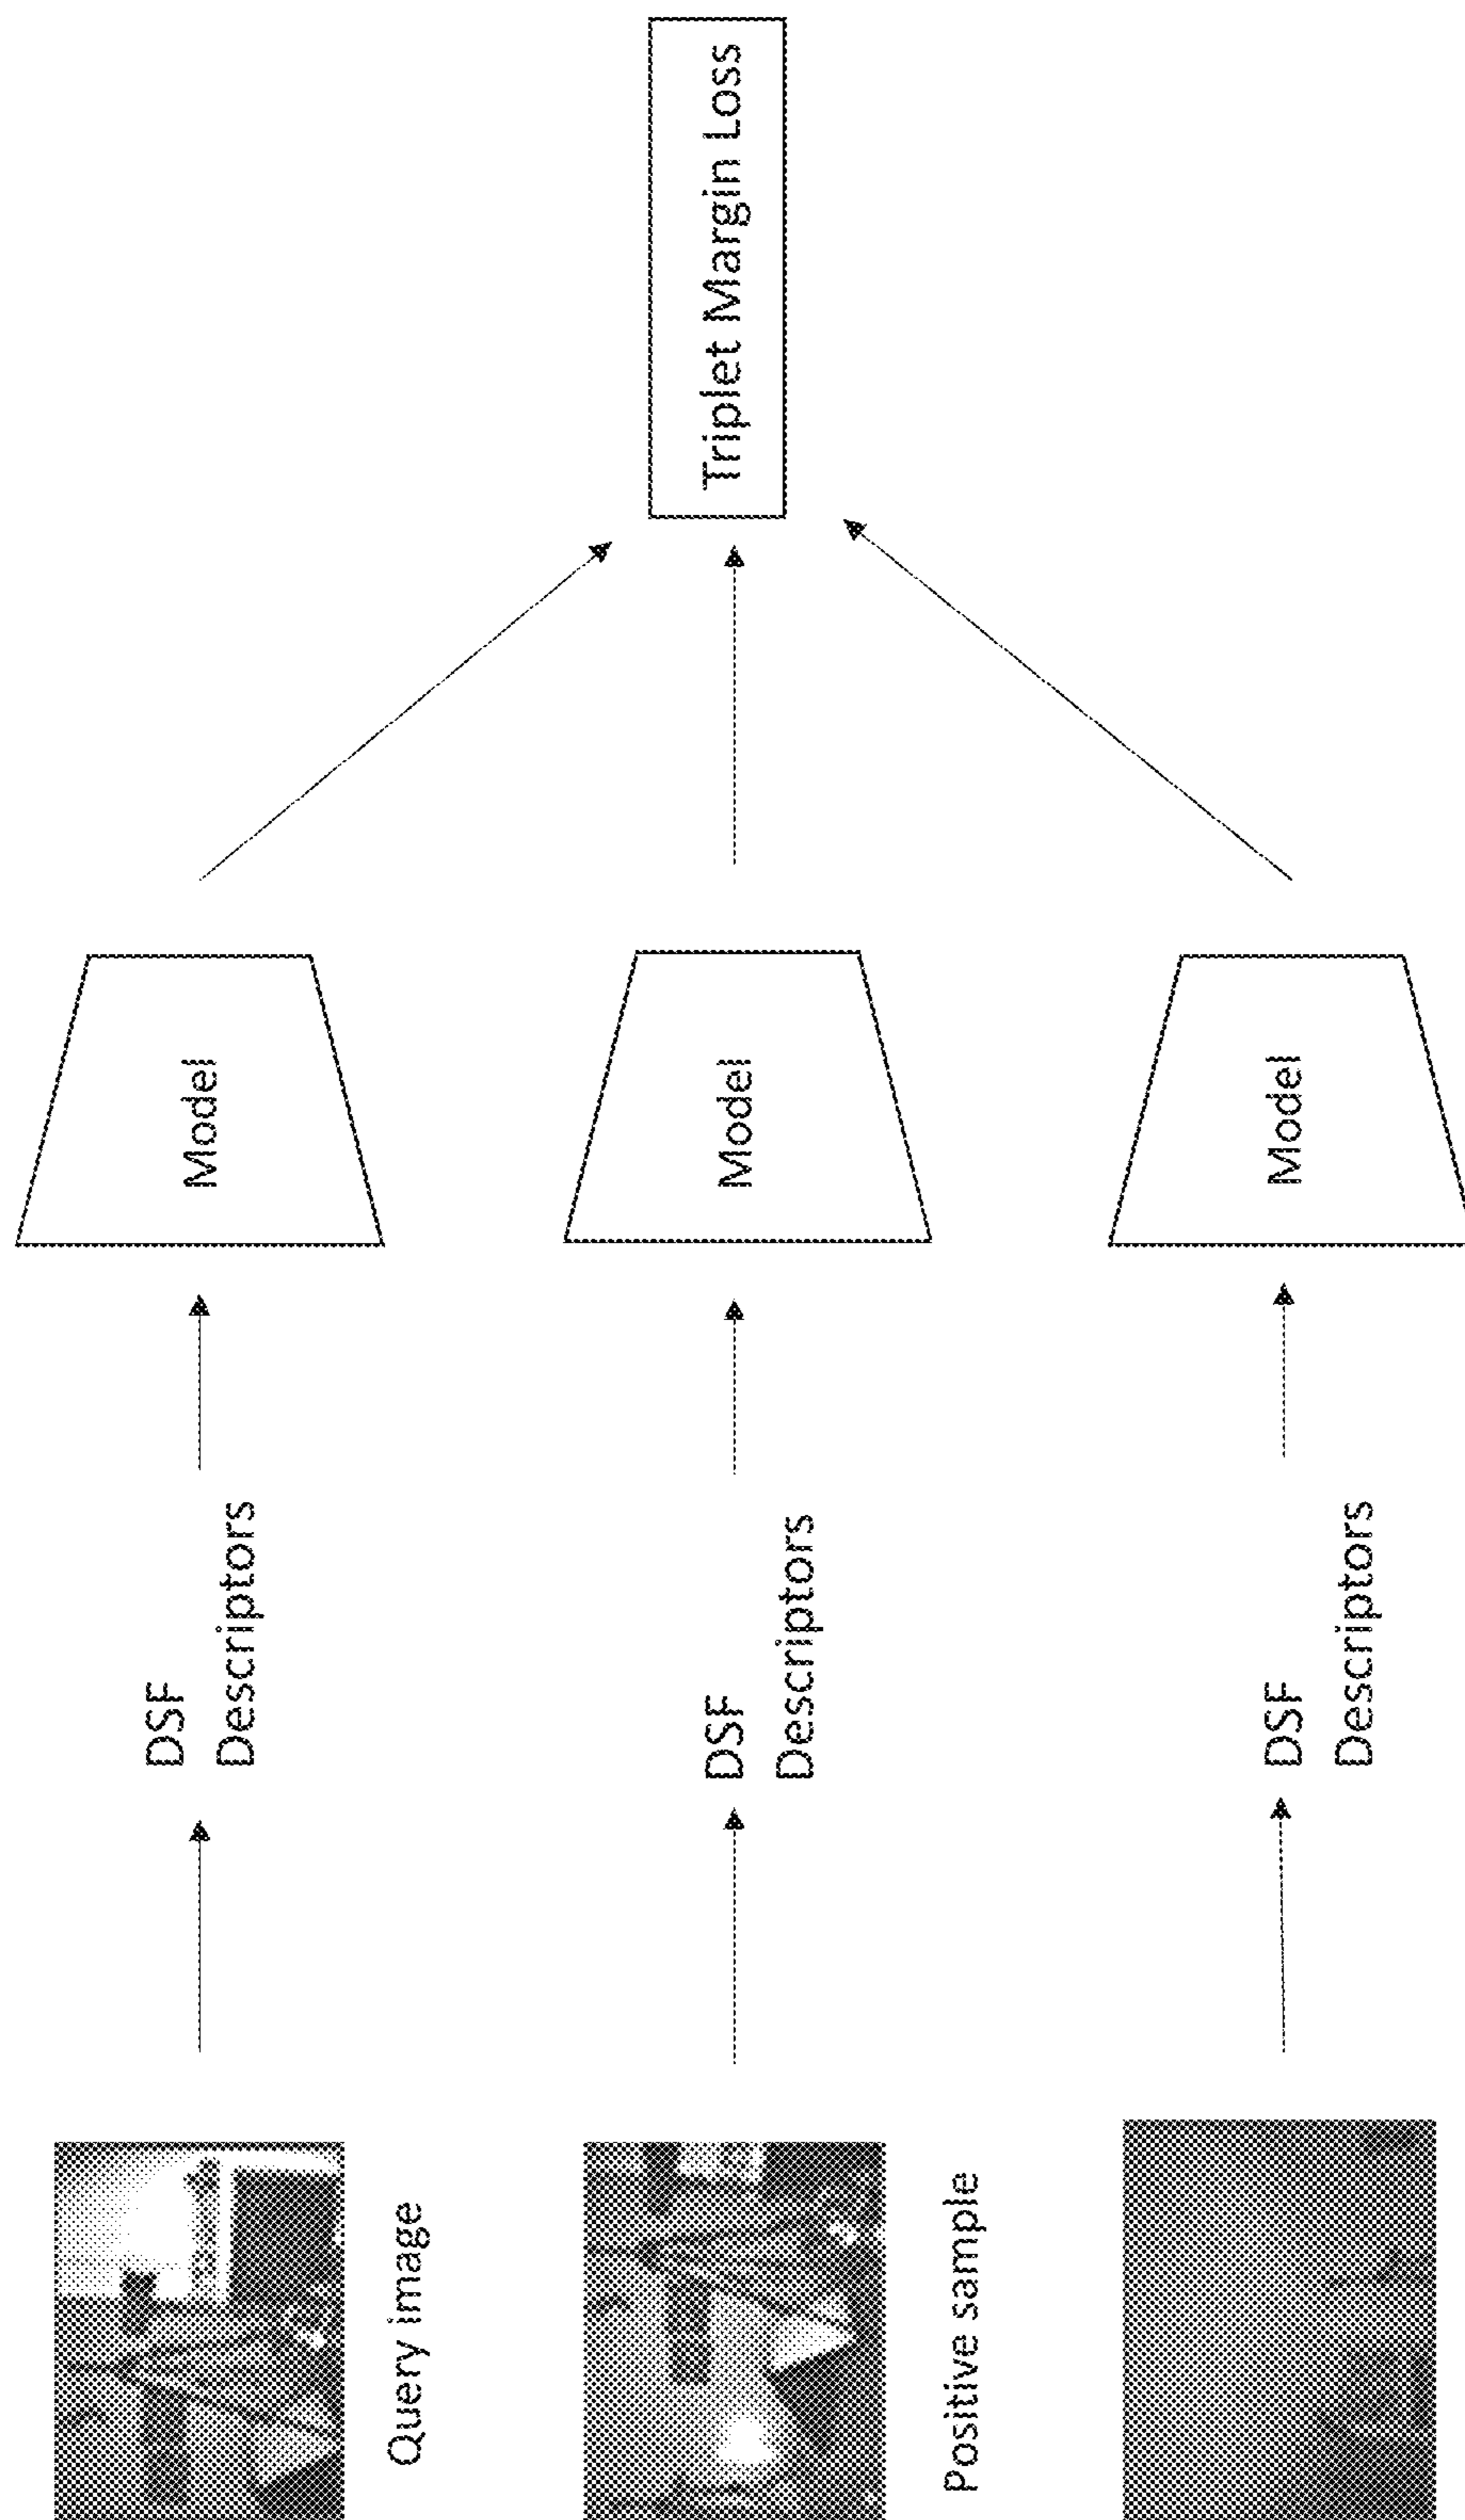 Query image
DSF
Descriptors
Model
Positive sample
DSF
Descriptors
Model
DSF
Descriptors
Model
Triplet Margin Loss